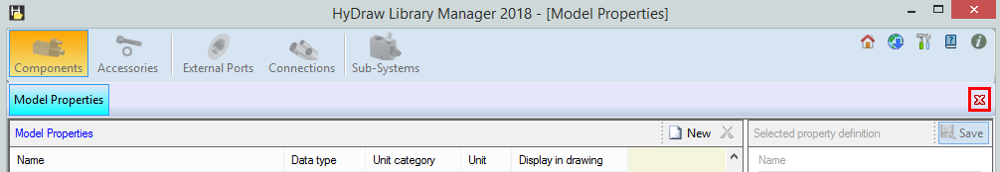 HyDraw Library Manager 2018 - [Model Properties]
Components Accessories External Ports Connections Sub-Systems
Model Properties
Model Properties New Selected property definition Save
Name Data type Unit category Unit Display in drawing Name